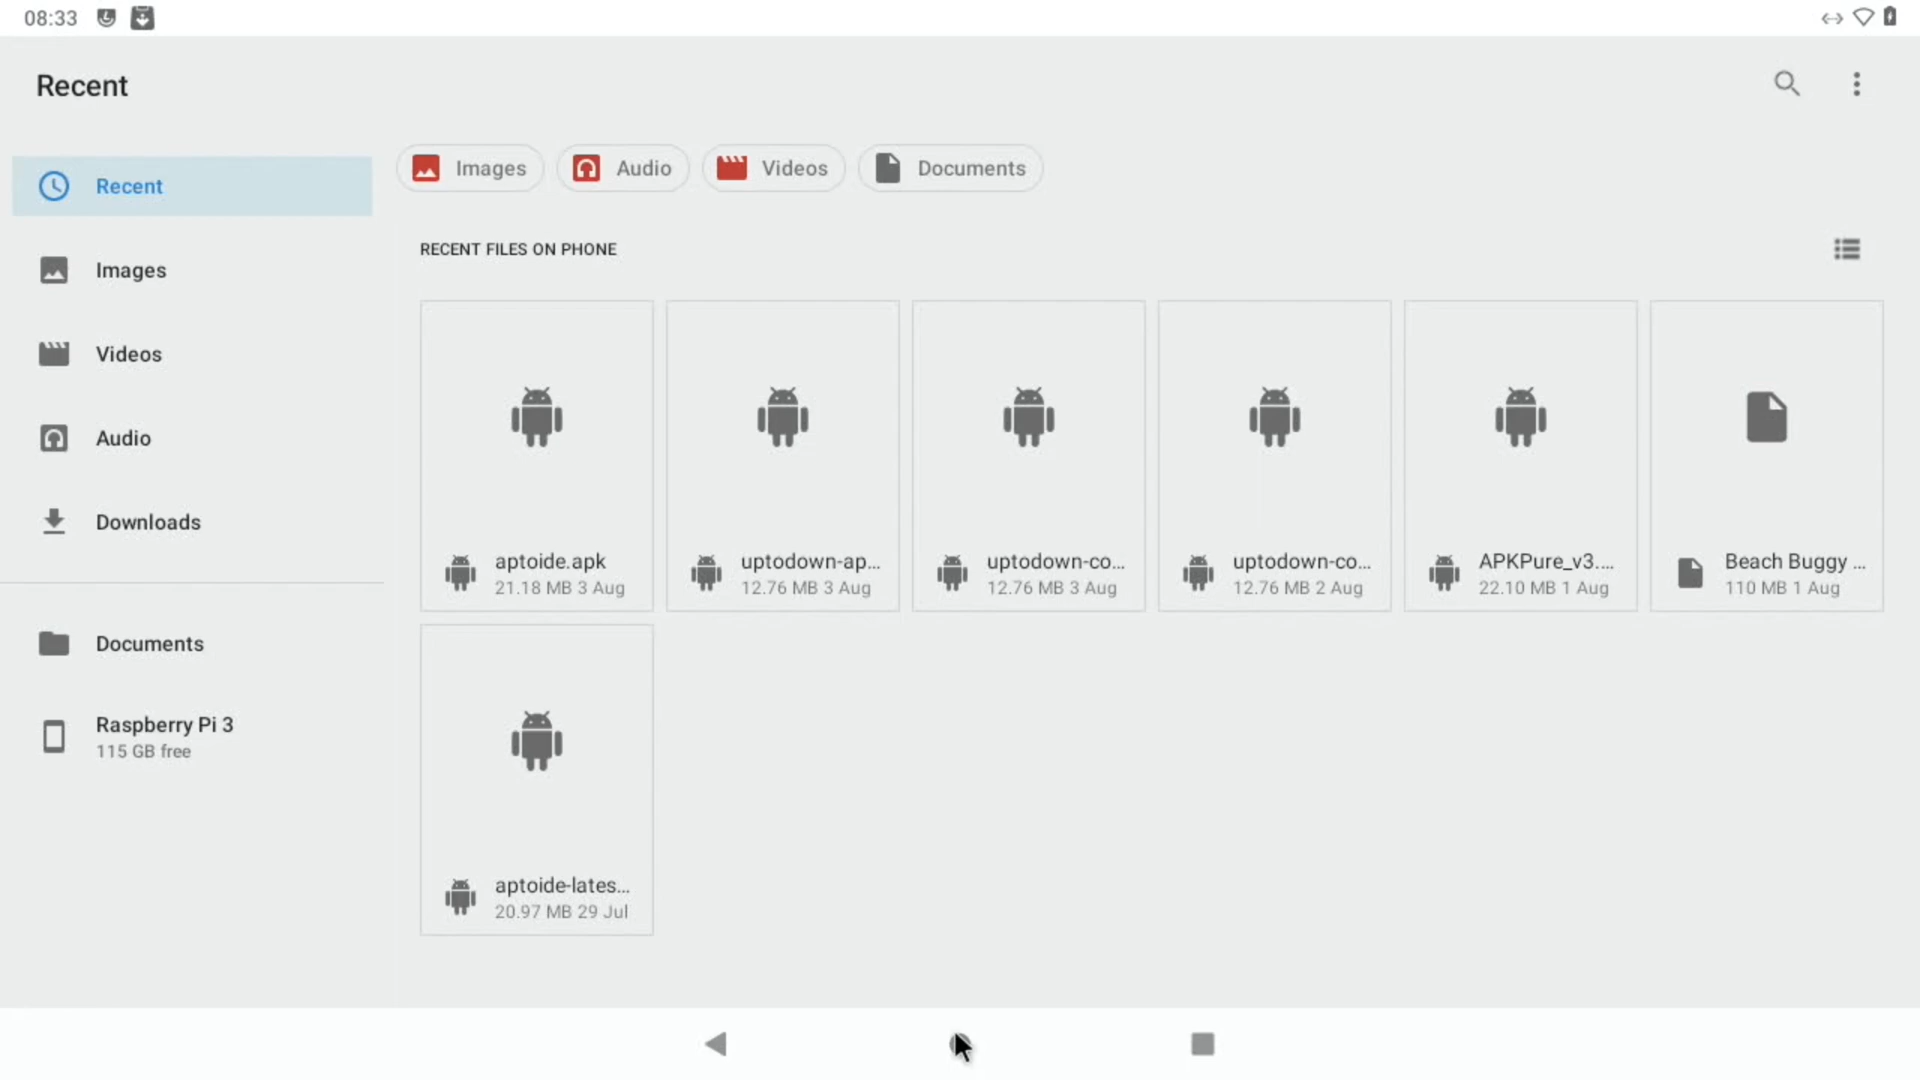 08:33
Recent
Recent
Images
Videos
Audio
Downloads
Documents
Raspberry Pi 3
115 GB free
Images
Audio
Videos
Documents
RECENT FILES ON PHONE
aptoide.apk
21.18 MB 3 Aug
uptodown-ap...
12.76 MB 3 Aug
uptodown-co...
12.76 MB 3 Aug
uptodown-co...
12.76 MB 2 Aug
APKPure_v3....
22.10 MB 1 Aug
Beach Buggy ...
110 MB 1 Aug
aptoide-lates...
20.97 MB 29 Jul